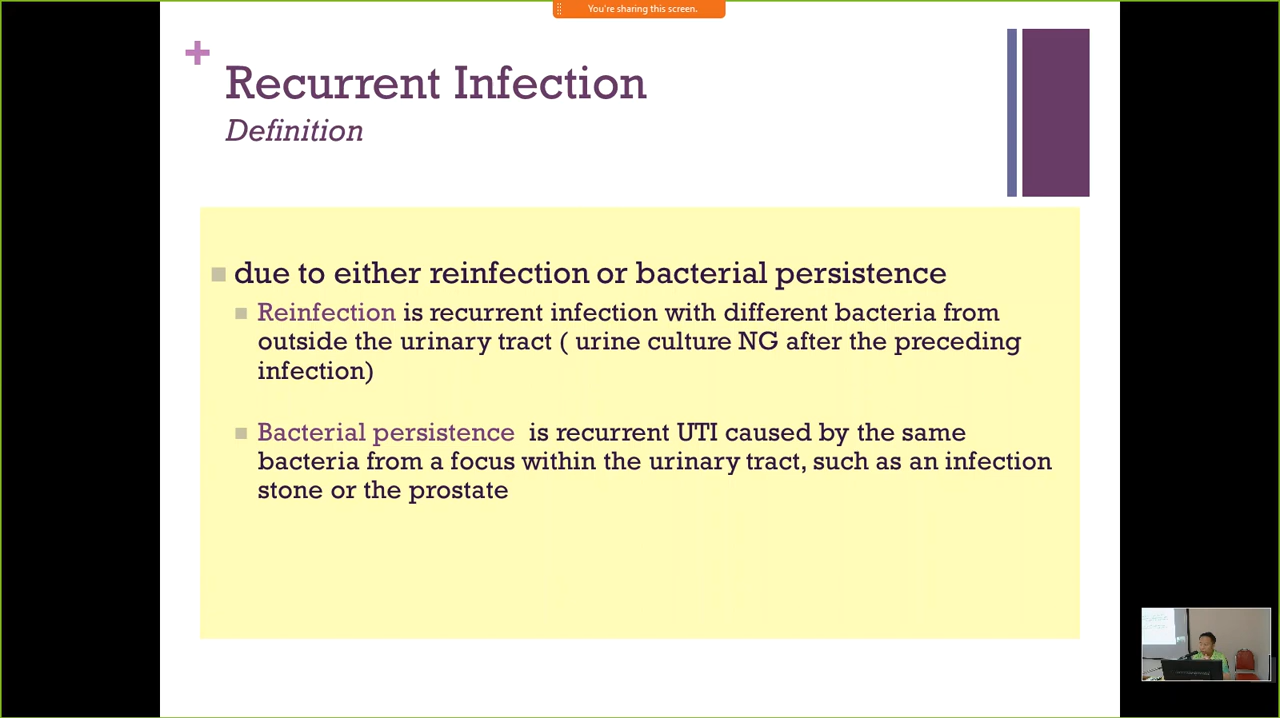 You're sharing this screen.
+
Recurrent Infection
Definition
due to either reinfection or bacterial persistence
Reinfection is recurrent infection with different bacteria from
outside the urinary tract ( urine culture NG after the preceding
infection)
Bacterial persistence is recurrent UTI caused by the same
bacteria from a focus within the urinary tract, such as an infection
stone or the prostate